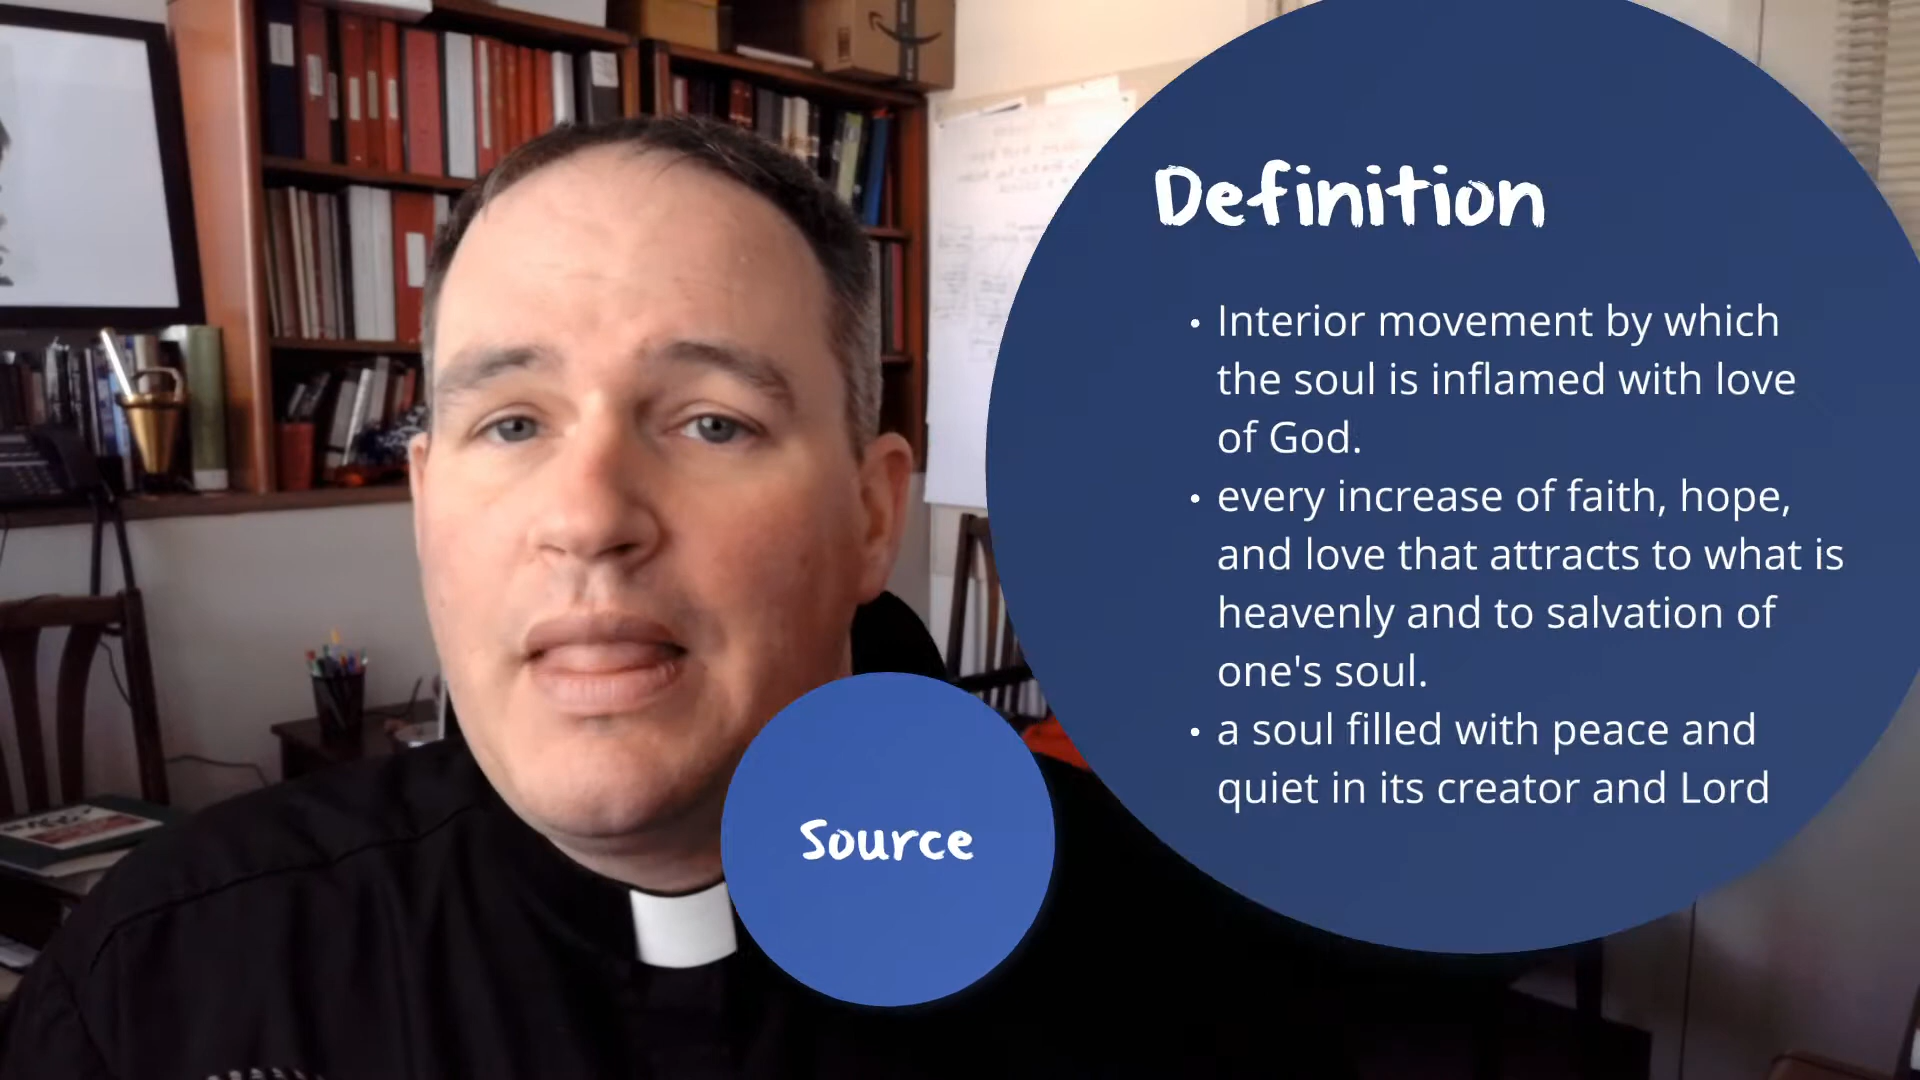 Definition
• Interior movement by which
the soul is inflamed with love
of God.
• every increase of faith, hope,
and love that attracts to what is
heavenly and to salvation of
one's soul.
• a soul filled with peace and
quiet in its creator and Lord
Source